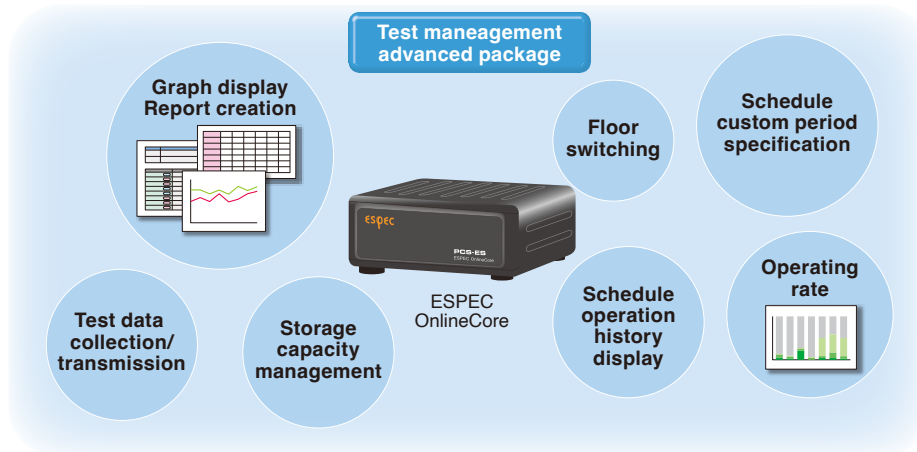 Test maneagement
advanced package
Graph display
Report creation
Floor
switching
Schedule
custom period
specification
ESPEC
PCS-ES
ESPEC OnlineCore
ESPEC
OnlineCore
Test data
collection/
transmission
Storage
capacity
management
Schedule
operation
history
display
Operating
rate